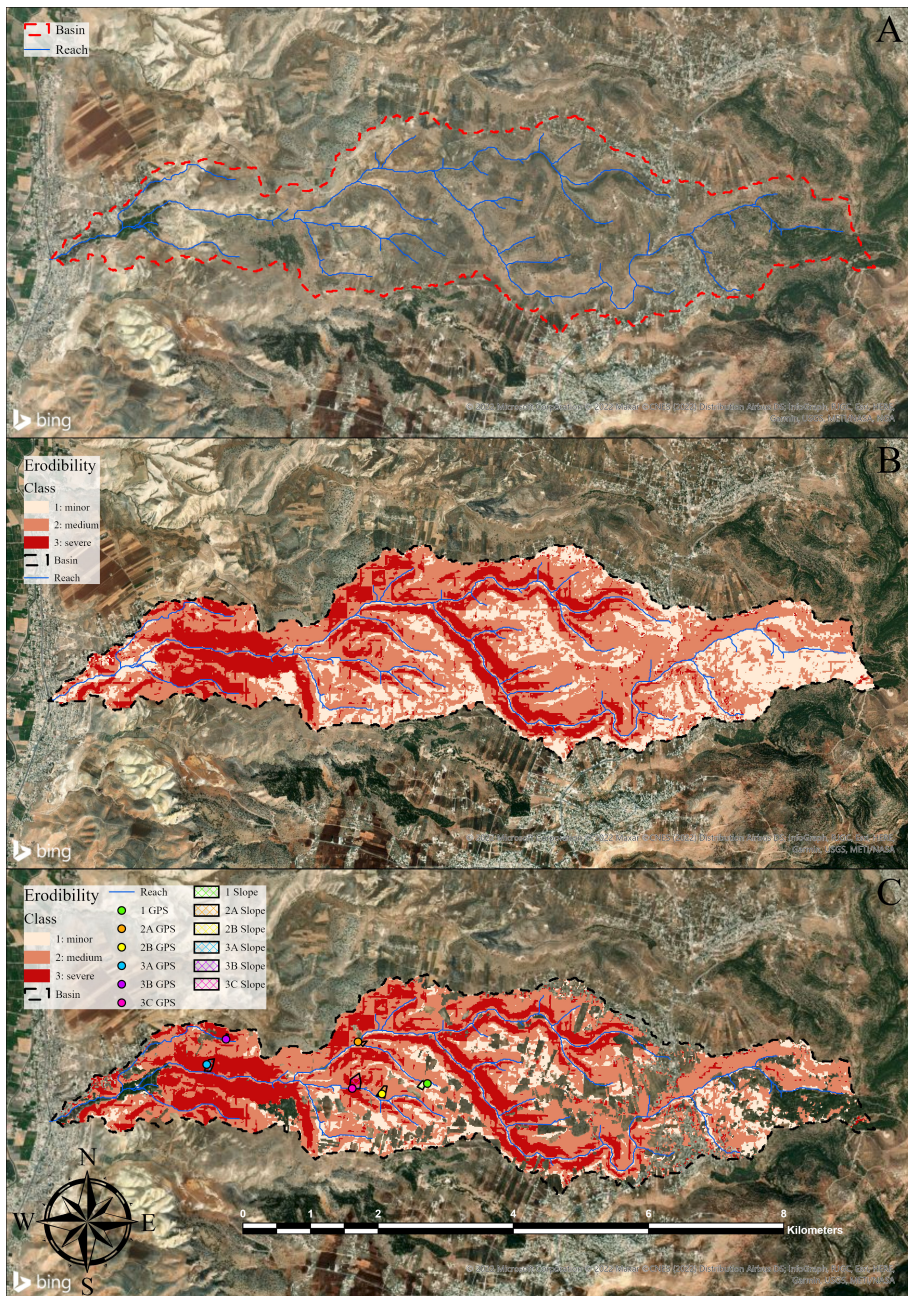 A
Basin
Reach
bing
B
Erodibility
Class
1: minor
2: medium
3: severe
Basin
Reach
bing
C
Erodibility
Class
1: minor
2: medium
3: severe
Basin
Reach
1 GPS
2A GPS
2B GPS
3A GPS
3B GPS
3C GPS
1 Slope
2A Slope
2B Slope
3A Slope
3B Slope
3C Slope
N
W E
S
0 1 2 4 6 8
Kilometers
bing